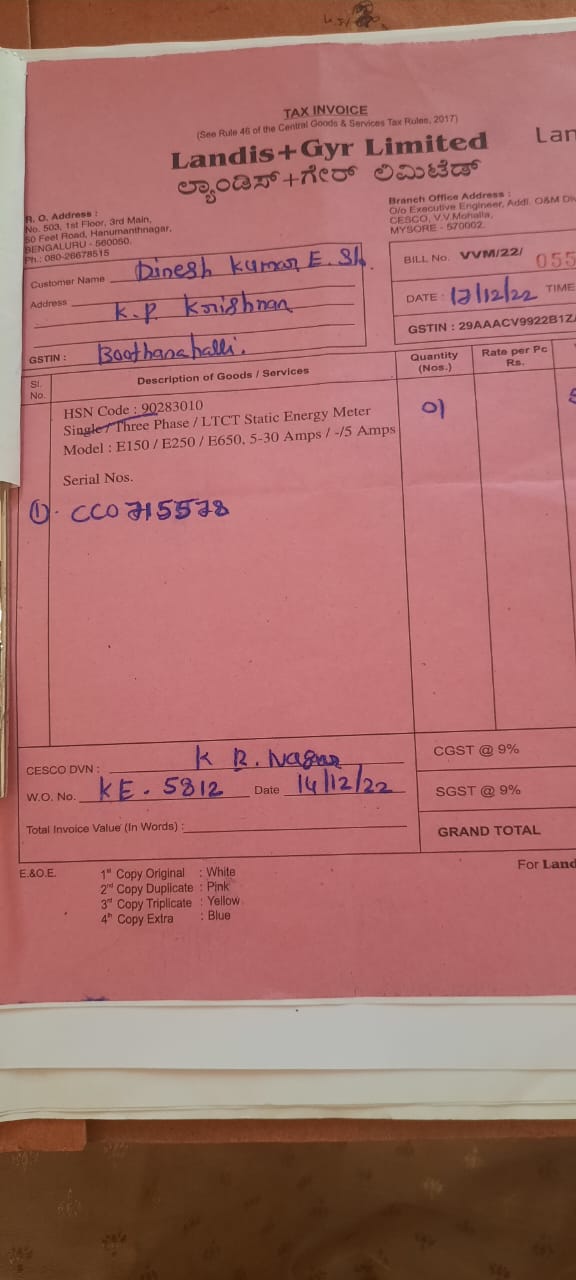 TAX INVOICE
(See Rule 46 of the Central Goods & Services Tax Rules, 2017)
Landis+Gyr Limited
Lan
ಲ್ಯಾಂಡಿಸ್+ಗೇರ್ ಲಿಮಿಟೆಡ್
R. O. Address :
No. 503, 1st Floor, 3rd Main,
50 Feet Road, Hanumanthnagar,
BENGALURU - 560050.
Ph.: 080-26678515
Branch Office Address :
O/o Executive Engineer, Addl. O&M Div
CESCO, V.V.Mohalla,
MYSORE - 570002.
Customer Name Dinesh Kumar E. S/o.
Address K.P Krishnan
GSTIN : Boothanahalli.
BILL No. VVM/22/ 055
DATE : 13/12/22 TIME
GSTIN : 29AAACV9922B1Z
Sl. No.
Description of Goods / Services
Quantity (Nos.)
Rate per Pc Rs.
HSN Code : 90283010
Single / Three Phase / LTCT Static Energy Meter
Model : E150 / E250 / E650, 5-30 Amps / -/5 Amps
01
Serial Nos.
1). CC0715578
CESCO DVN : K R. Nagar
W.O. No. KE. 5812 Date 14/12/22
Total Invoice Value (In Words) :
CGST @ 9%
SGST @ 9%
GRAND TOTAL
E.&O.E.
1st Copy Original : White
2nd Copy Duplicate : Pink
3rd Copy Triplicate : Yellow
4th Copy Extra : Blue
For Land